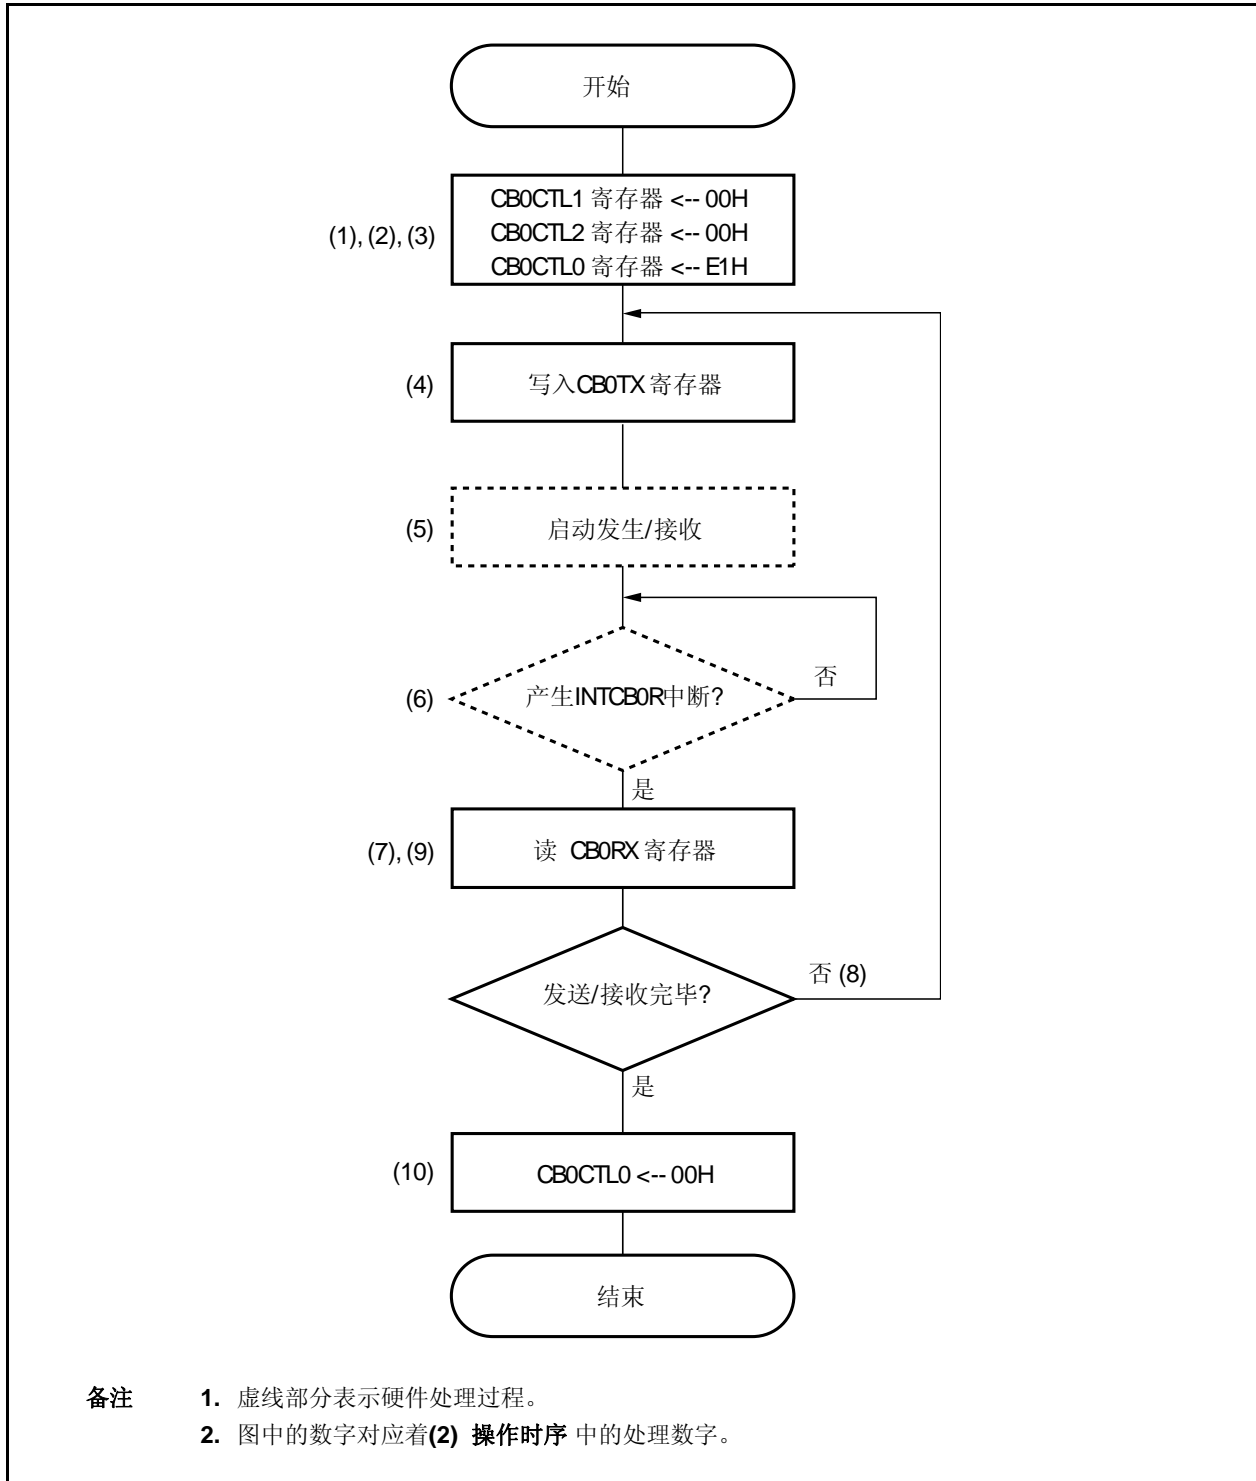 开始
CB0CTL1 寄存器 <-- 00H
(1), (2), (3) CB0CTL2 寄存器 <-- 00H
CB0CTL0 寄存器 <-- E1H
(4) 写入CB0TX 寄存器
(5) 启动发生/接收
否
(6) 产生INTCB0R中断?
是
(7), (9) 读 CB0RX 寄存器
否 (8)
发送/接收完毕?
是
(10) CB0CTL0 <-- 00H
结束
备注 1. 虚线部分表示硬件处理过程。
2. 图中的数字对应着(2) 操作时序 中的处理数字。